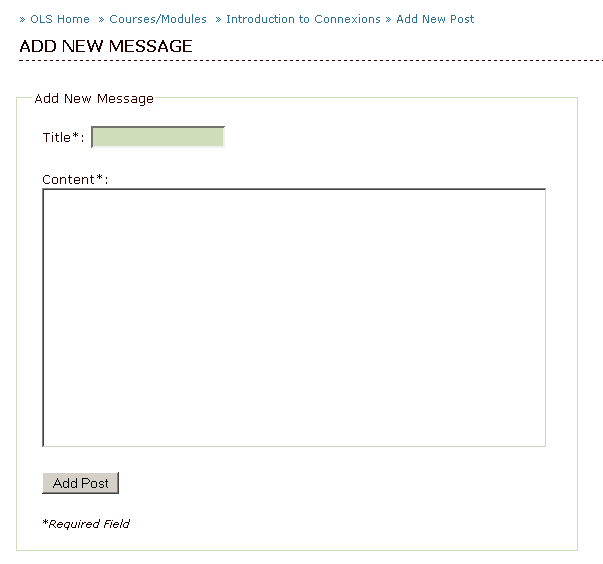 » OLS Home » Courses/Modules » Introduction to Connexions » Add New Post
ADD NEW MESSAGE
Add New Message
Title*:
Content*:
Add Post
*Required Field